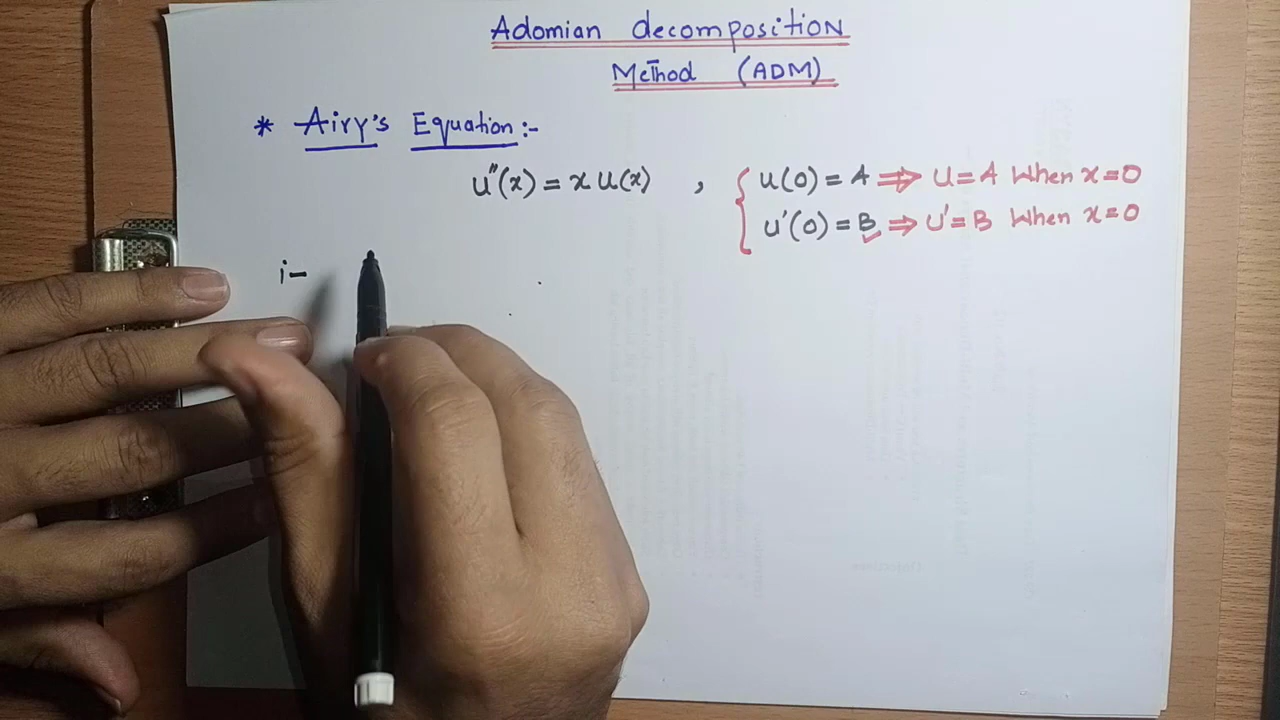 Adomian decomposition
Method (ADM)
* Airy's Equation:-
u''(x) = x u(x) , { u(0) = A ⇒ U = A When x = 0
u'(0) = B ⇒ U' = B When x = 0
i-